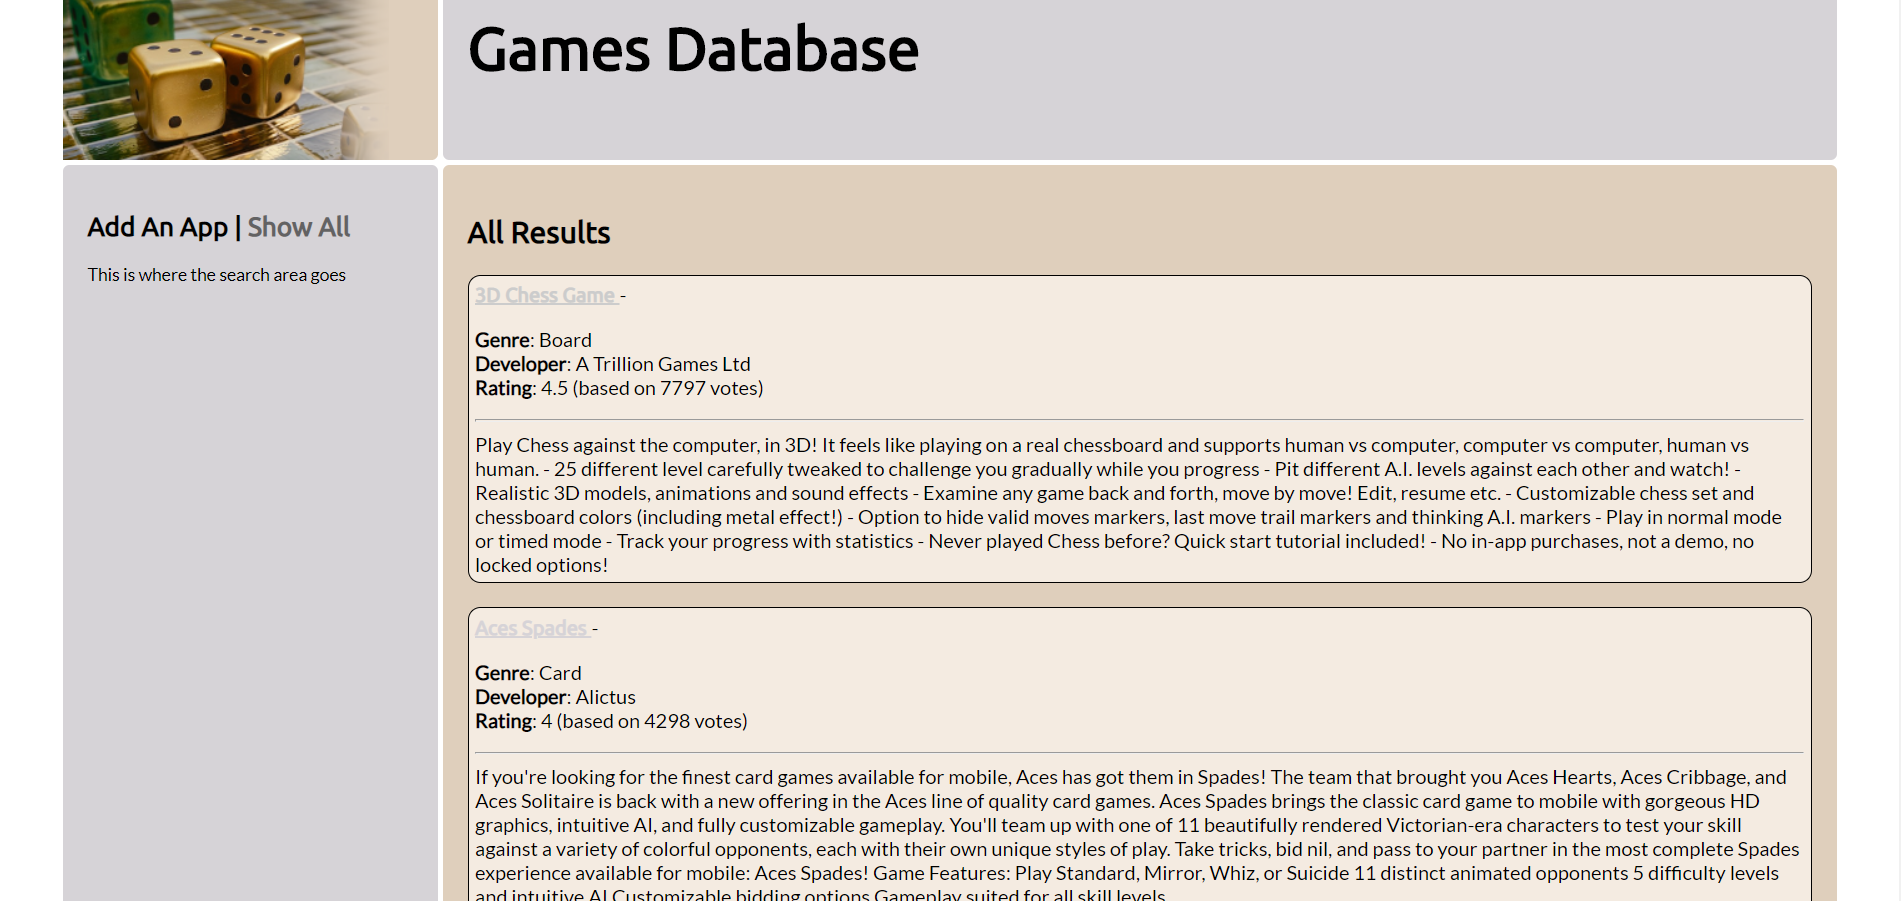 Games Database
Add An App | Show All
This is where the search area goes
All Results
3D Chess Game -
Genre: Board
Developer: A Trillion Games Ltd
Rating: 4.5 (based on 7797 votes)
Play Chess against the computer, in 3D! It feels like playing on a real chessboard and supports human vs computer, computer vs computer, human vs
human. - 25 different level carefully tweaked to challenge you gradually while you progress - Pit different A.I. levels against each other and watch! -
Realistic 3D models, animations and sound effects - Examine any game back and forth, move by move! Edit, resume etc. - Customizable chess set and
chessboard colors (including metal effect!) - Option to hide valid moves markers, last move trail markers and thinking A.I. markers - Play in normal mode
or timed mode - Track your progress with statistics - Never played Chess before? Quick start tutorial included! - No in-app purchases, not a demo, no
locked options!
Aces Spades -
Genre: Card
Developer: Alictus
Rating: 4 (based on 4298 votes)
If you're looking for the finest card games available for mobile, Aces has got them in Spades! The team that brought you Aces Hearts, Aces Cribbage, and
Aces Solitaire is back with a new offering in the Aces line of quality card games. Aces Spades brings the classic card game to mobile with gorgeous HD
graphics, intuitive AI, and fully customizable gameplay. You'll team up with one of 11 beautifully rendered Victorian-era characters to test your skill
against a variety of colorful opponents, each with their own unique styles of play. Take tricks, bid nil, and pass to your partner in the most complete Spades
experience available for mobile: Aces Spades! Game Features: Play Standard, Mirror, Whiz, or Suicide 11 distinct animated opponents 5 difficulty levels
and intuitive AI Customizable bidding options Gameplay suited for all skill levels